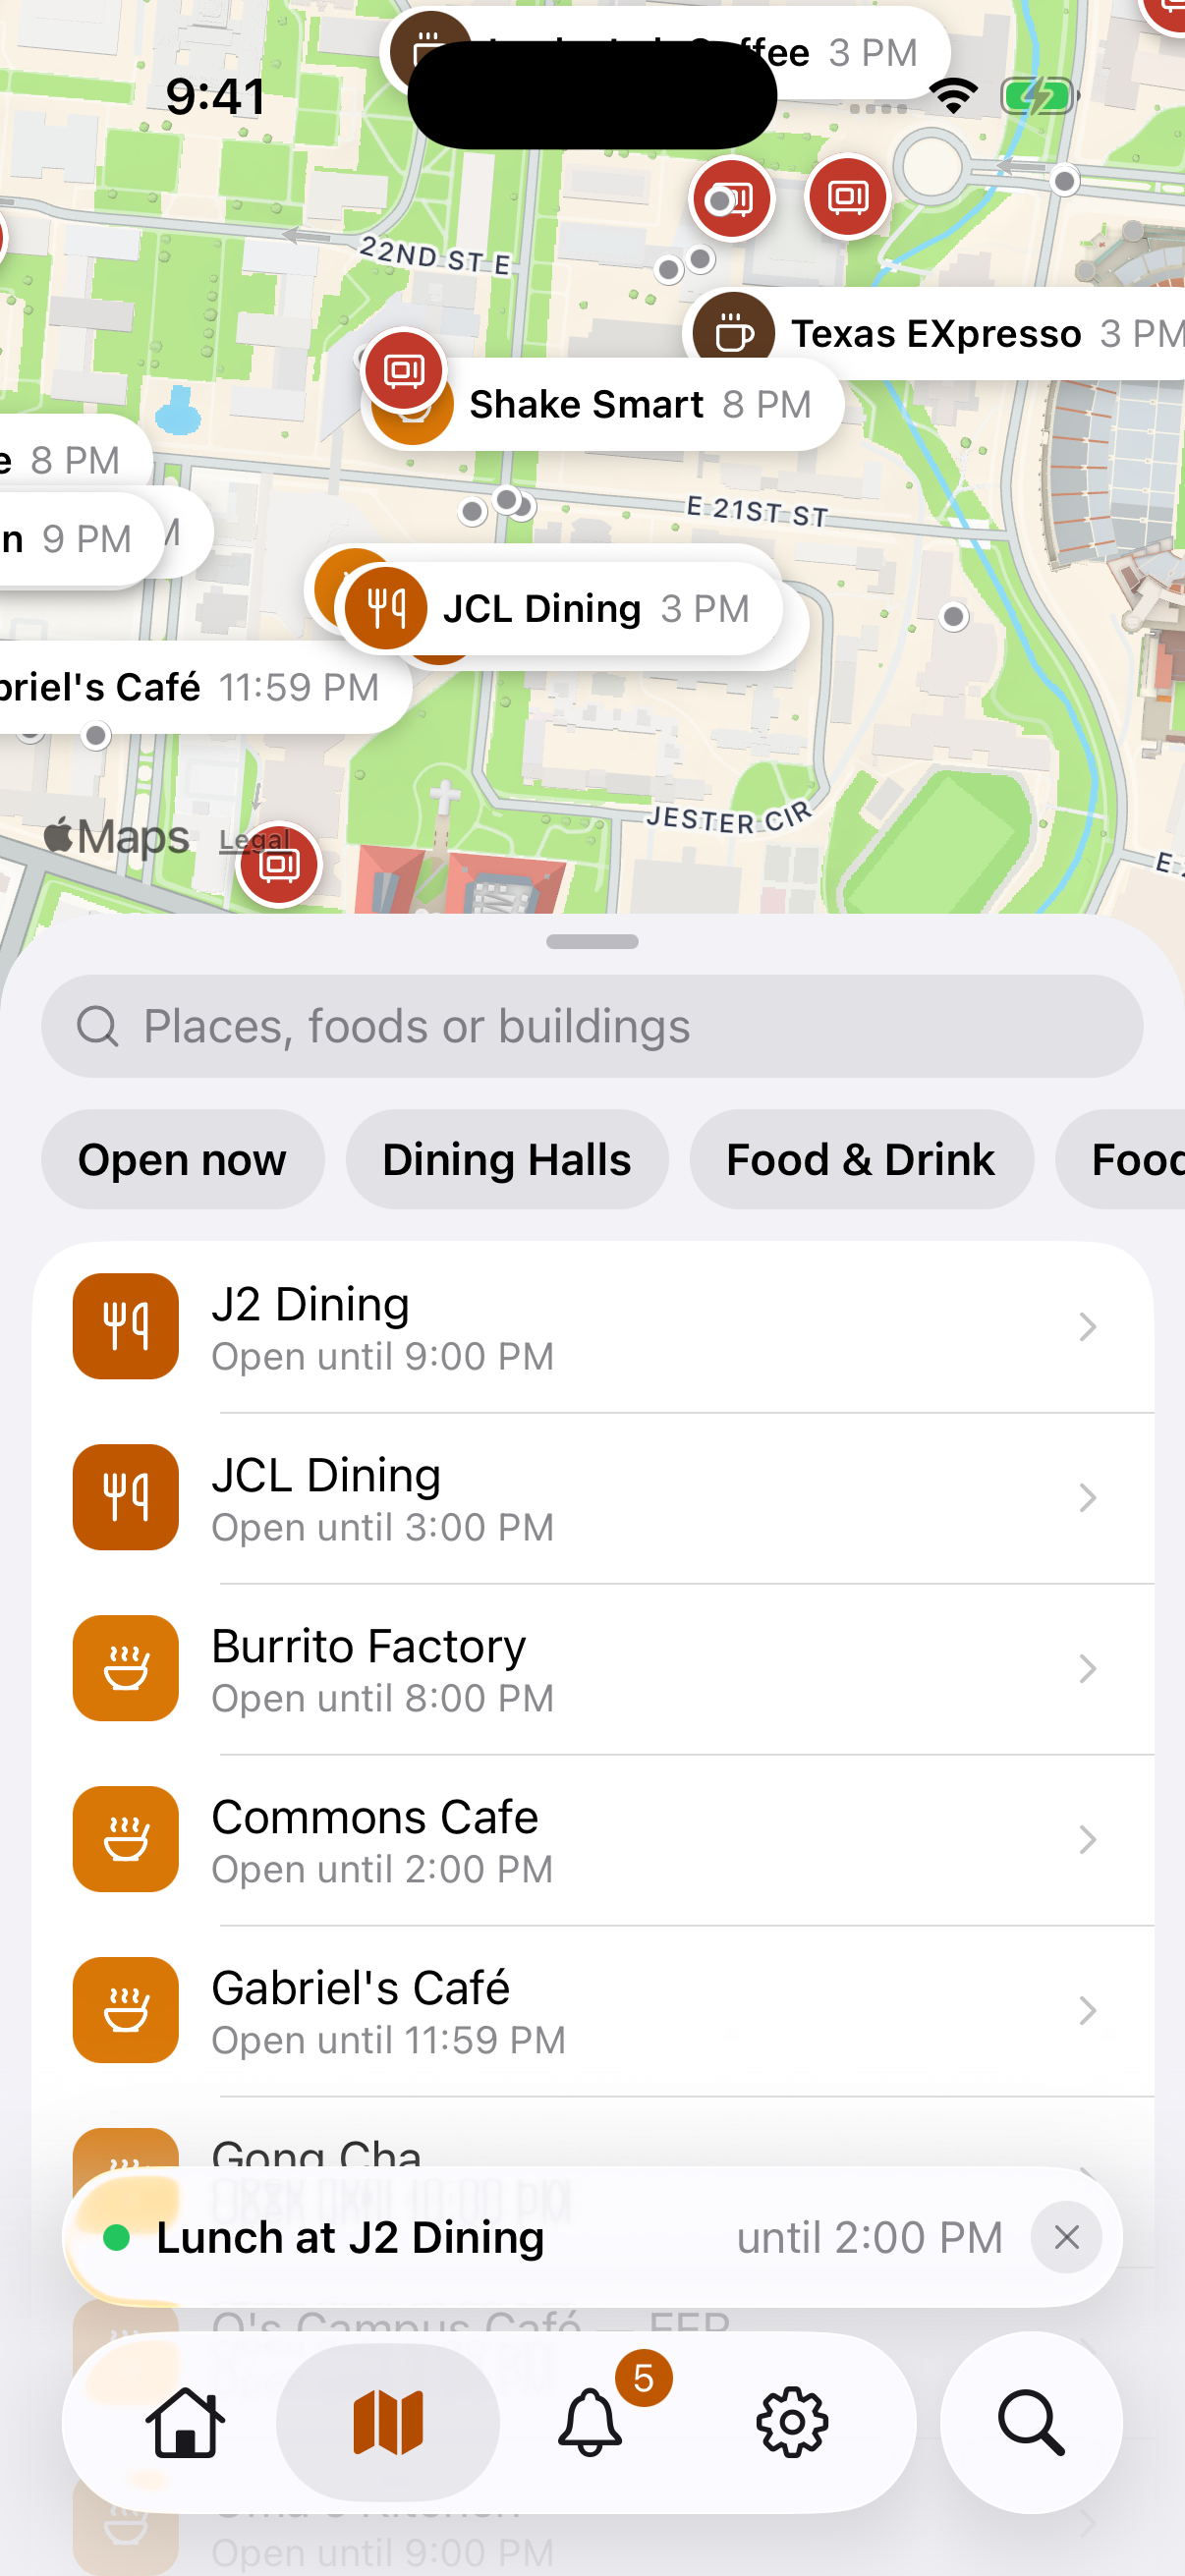 9:41
ffee 3 PM
22ND ST E
Texas EXpresso 3 PM
Shake Smart 8 PM
e 8 PM
E 21ST ST
n 9 PM
JCL Dining 3 PM
briel's Café 11:59 PM
JESTER CIR
Maps Legal
Places, foods or buildings
Open now Dining Halls Food & Drink Food
J2 Dining
Open until 9:00 PM
JCL Dining
Open until 3:00 PM
Burrito Factory
Open until 8:00 PM
Commons Cafe
Open until 2:00 PM
Gabriel's Café
Open until 11:59 PM
Gong Cha
Lunch at J2 Dining until 2:00 PM
5
Open until 9:00 PM